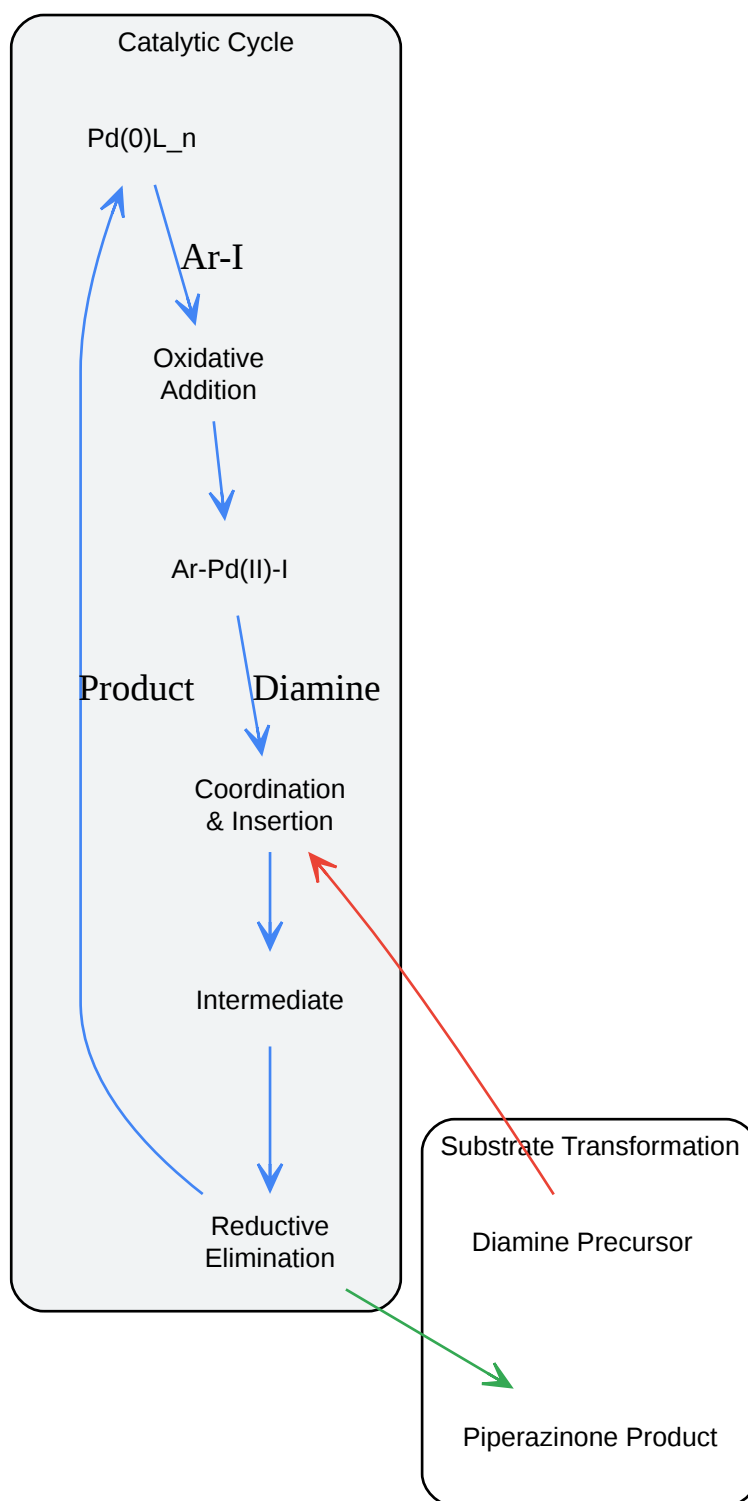 Catalytic Cycle
Pd(0)L_n
Ar-I
Oxidative
Addition
Ar-Pd(II)-I
Product
Diamine
Coordination
& Insertion
Intermediate
Reductive
Elimination
Substrate Transformation
Diamine Precursor
Piperazinone Product